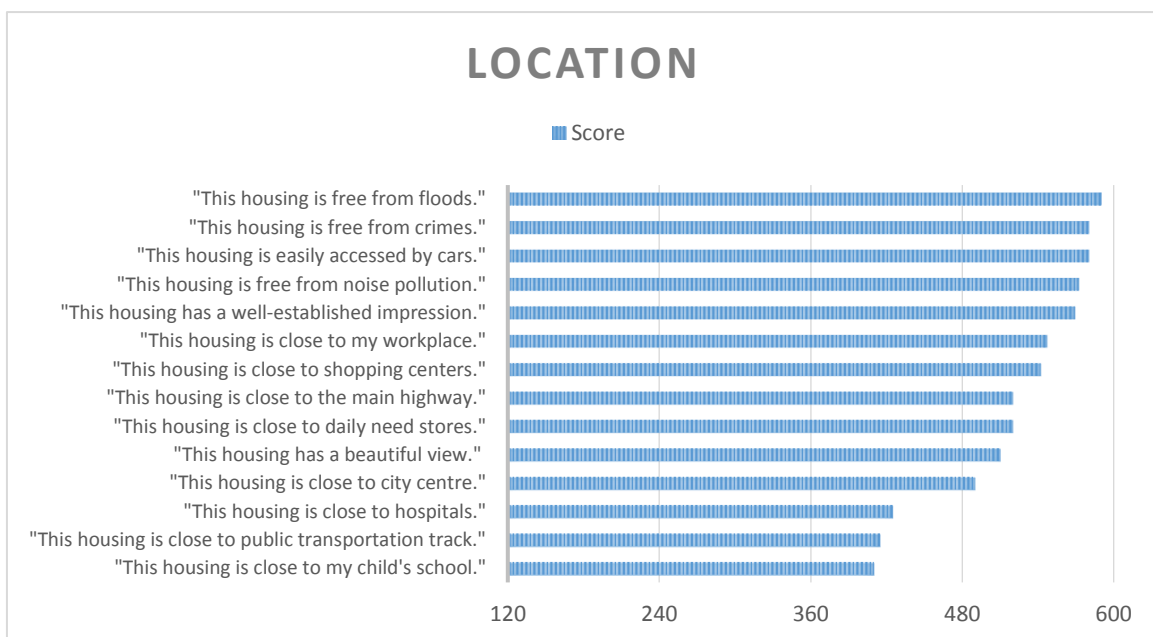 LOCATION
Score
"This housing is free from floods."
"This housing is free from crimes."
"This housing is easily accessed by cars."
"This housing is free from noise pollution."
"This housing has a well-established impression."
"This housing is close to my workplace."
"This housing is close to shopping centers."
"This housing is close to the main highway."
"This housing is close to daily need stores."
"This housing has a beautiful view."
"This housing is close to city centre."
"This housing is close to hospitals."
"This housing is close to public transportation track."
"This housing is close to my child's school."
120 240 360 480 600